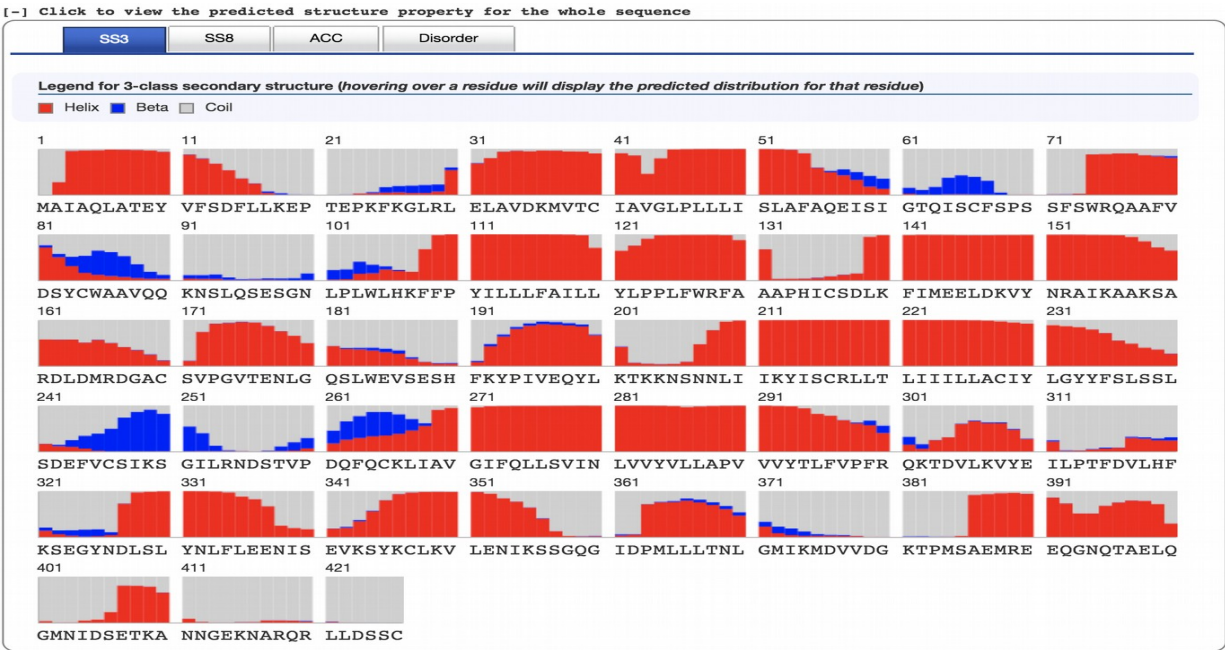 [-] Click to view the predicted structure property for the whole sequence
SS3 SS8 ACC Disorder
Legend for 3-class secondary structure (hovering over a residue will display the predicted distribution for that residue)
Helix Beta Coil
1 11 21 31 41 51 61 71
MAIAQLATEY VFSDFLLKEP TEPKFKGLRL ELAVDKMVTC IAVGLPLLLI SLAFAQEISI GTQISCFSPS SFSWRQAAFV
81 91 101 111 121 131 141 151
DSYCWAAVQQ KNSLQSESGN LPLWLHKFFP YILLLFAILL YLPPLFWRFA AAPHICSDLK FIMEELDKVY NRAIKAAKSA
161 171 181 191 201 211 221 231
RDLDMRDGAC SVPGVTENLG QSLWEVSESH FKYPIVEQYL KTKKNSNNLI IKYISCRLLT LIIILLACIY LGYYFSLSSL
241 251 261 271 281 291 301 311
SDEFVCSIKS GILRNDSTVP DQFQCKLIAV GIFQLLSVIN LVVYVLLAPV VVYTLFVPFR QKTDVLKVYE ILPTFDVLHF
321 331 341 351 361 371 381 391
KSEGYNDLSL YNLFLEENIS EVKSYKCLKV LENIKSSGQG IDPMLLLTNL GMIKMDVVDG KTPMSAEMRE EQGNQTAELQ
401 411 421
GMNIDSETKA NNGEKNARQR LLDSSC